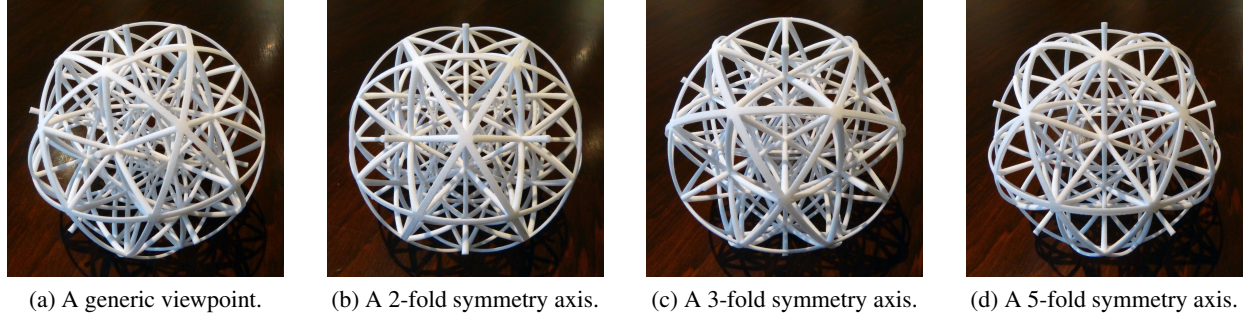 (a) A generic viewpoint.
(b) A 2-fold symmetry axis.
(c) A 3-fold symmetry axis.
(d) A 5-fold symmetry axis.